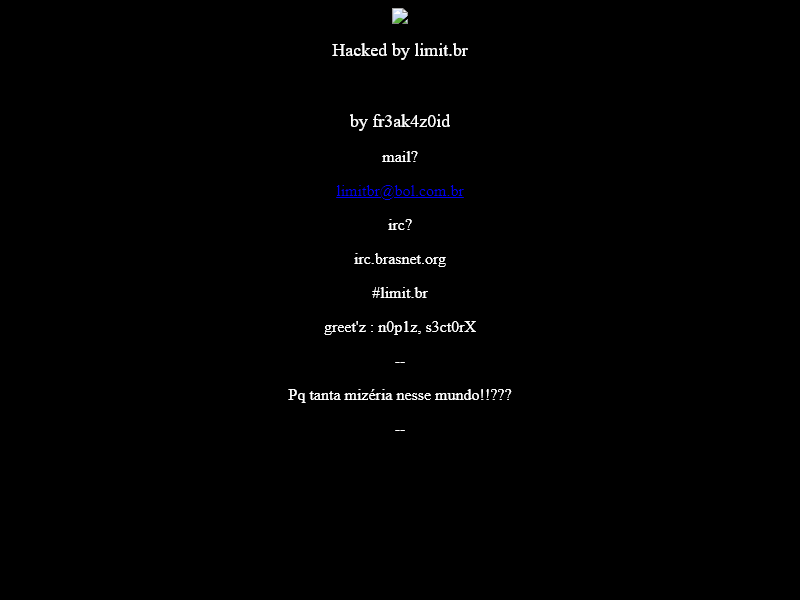 Hacked by limit.br
by fr3ak4z0id
mail?
limitbr@bol.com.br
irc?
irc.brasnet.org
#limit.br
greet'z : n0p1z, s3ct0rX
--
Pq tanta mizéria nesse mundo!!???
--